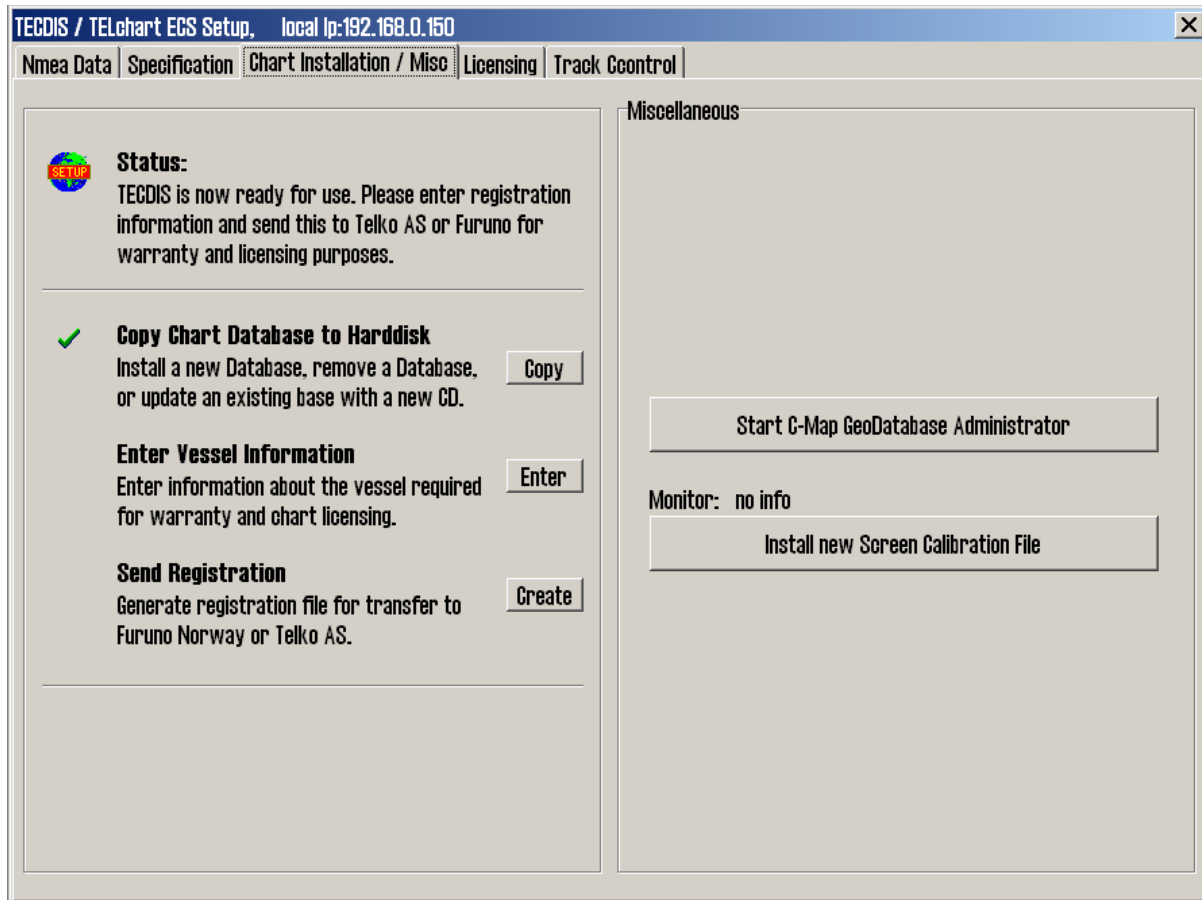 TECDIS / TELchart ECS Setup,    local Ip:192.168.0.150
Nmea Data
Specification
Chart Installation / Misc
Licensing
Track Ccontrol
SETUP
Status:
TECDIS is now ready for use. Please enter registration
information and send this to Telko AS or Furuno for
warranty and licensing purposes.
Copy Chart Database to Harddisk
Install a new Database, remove a Database,
or update an existing base with a new CD.
Copy
Enter Vessel Information
Enter information about the vessel required
for warranty and chart licensing.
Enter
Send Registration
Generate registration file for transfer to
Furuno Norway or Telko AS.
Create
Miscellaneous
Start C-Map GeoDatabase Administrator
Monitor:  no info
Install new Screen Calibration File